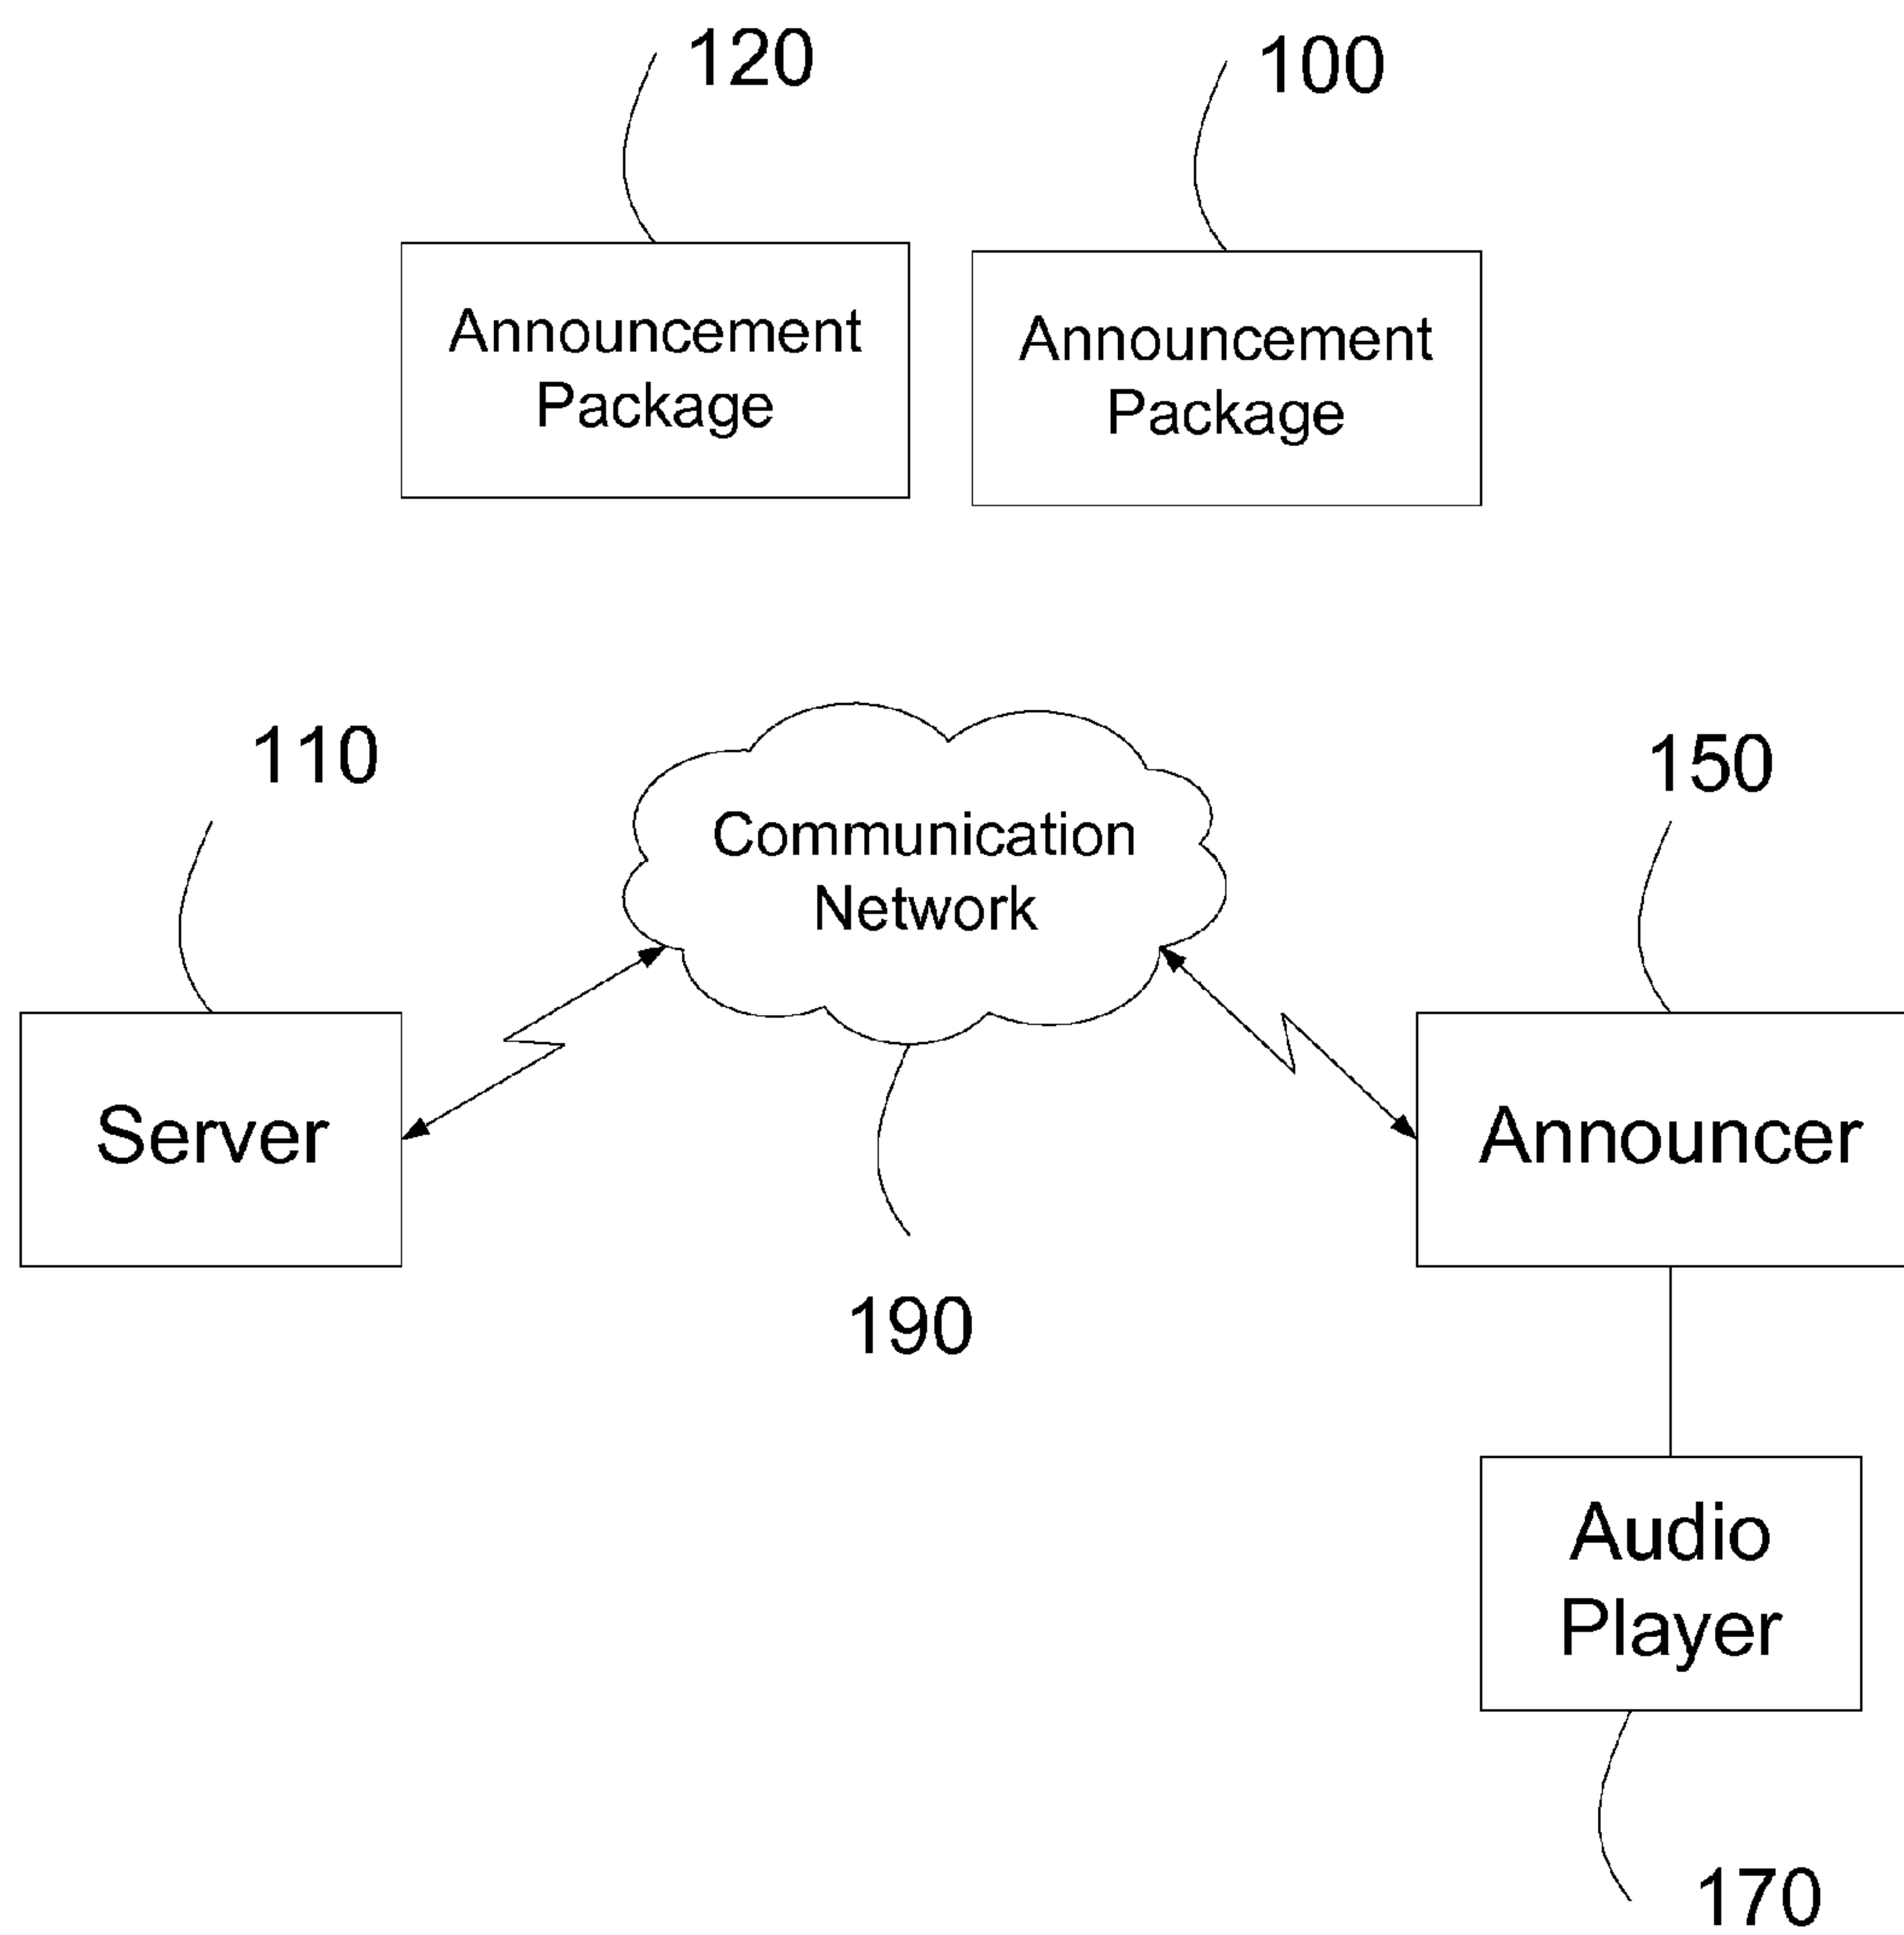 120
100
Announcement
Package
Announcement
Package
110
150
Communication
Network
Server
Announcer
190
Audio
Player
170